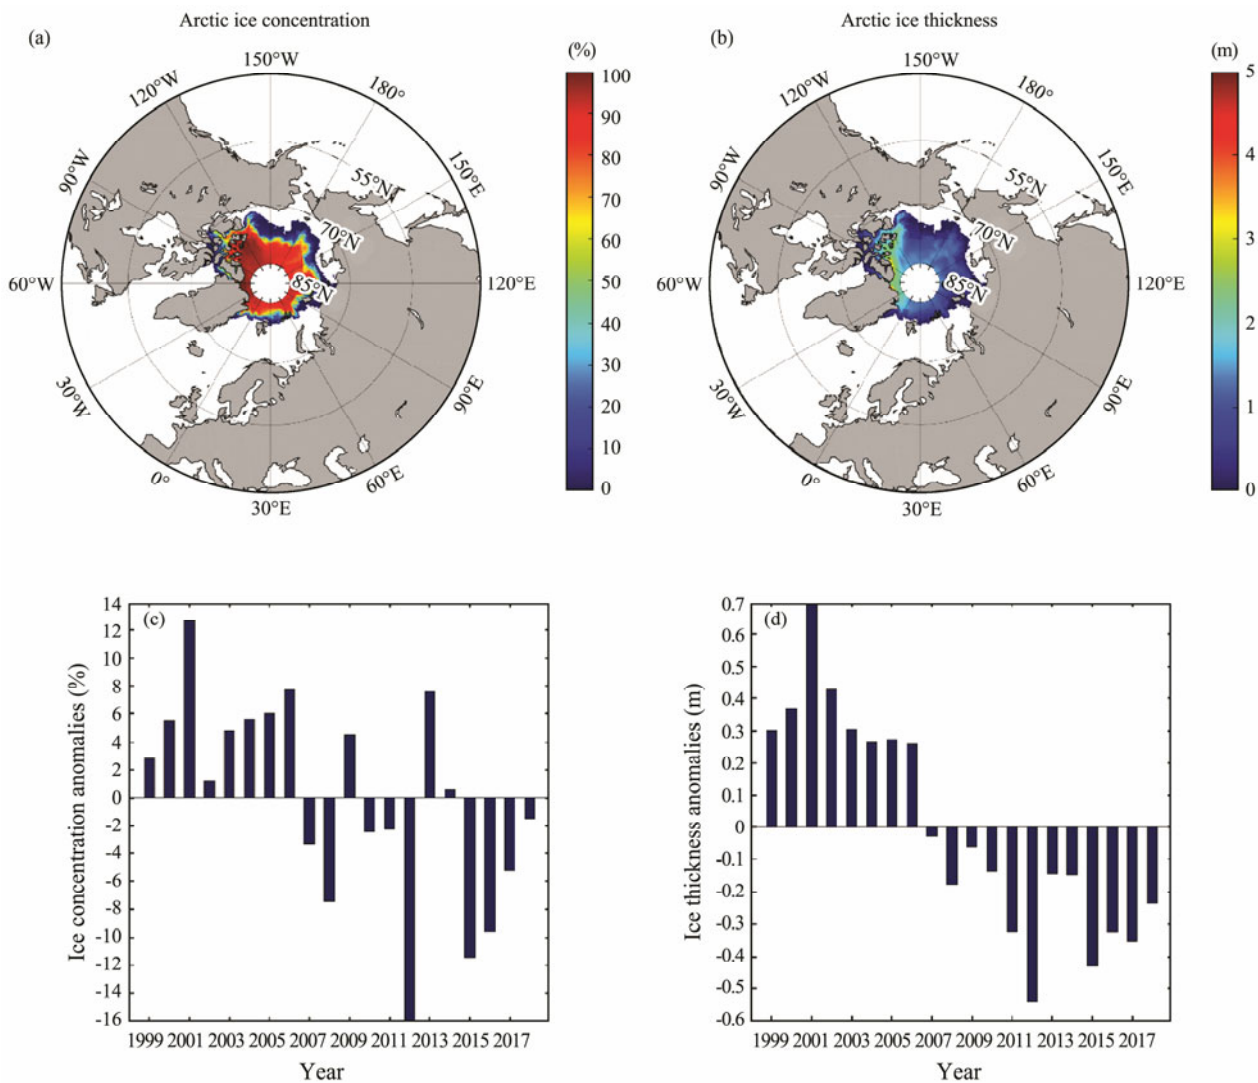 Arctic ice concentration
(a)
(%)
150°W
180°
150°E
120°E
90°E
60°E
30°E
0°
30°W
60°W
90°W
120°W
55°N
70°N
85°N
100
90
80
70
60
50
40
30
20
10
0
Arctic ice thickness
(b)
(m)
150°W
180°
150°E
120°E
90°E
60°E
30°E
0°
30°W
60°W
90°W
120°W
55°N
70°N
85°N
5
4
3
2
1
0
(c)
Ice concentration anomalies (%)
14
12
10
8
6
4
2
0
-2
-4
-6
-8
-10
-12
-14
-16
1999 2001 2003 2005 2007 2009 2011 2013 2015 2017
Year
(d)
Ice thickness anomalies (m)
0.7
0.6
0.5
0.4
0.3
0.2
0.1
0
-0.1
-0.2
-0.3
-0.4
-0.5
-0.6
1999 2001 2003 2005 2007 2009 2011 2013 2015 2017
Year